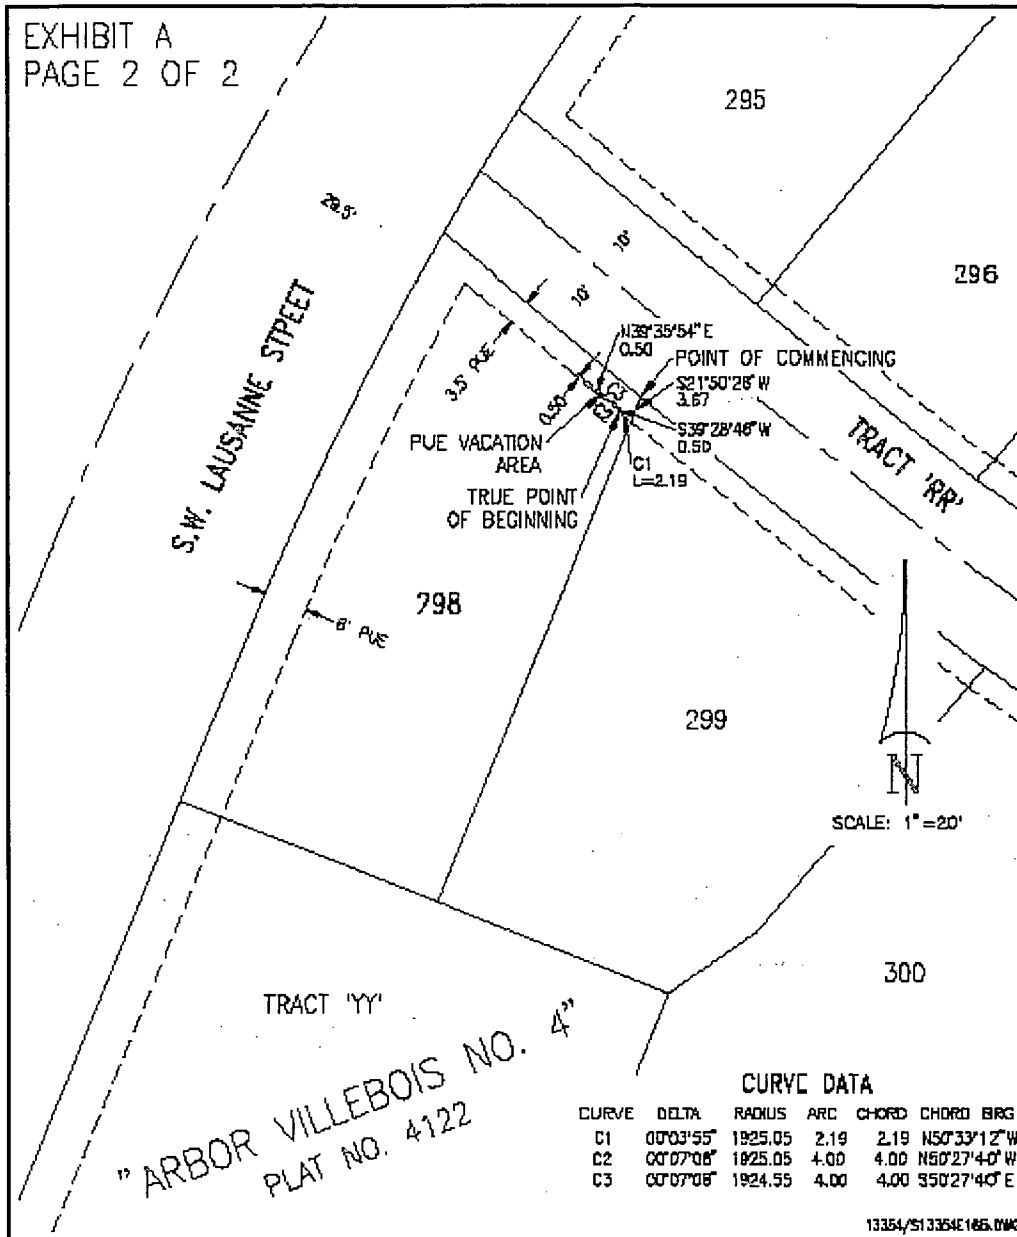 EXHIBIT A
PAGE 2 OF 2
295
29.5'
10'
296
10'
N39°35'54" E
0.50
POINT OF COMMENCING
3.5' PUE
C3
S21°50'26" W
3.67
0.50
C2
S39°28'46" W
0.50
PUE VACATION
AREA
C1
L=2.19
TRACT 'RR'
TRUE POINT
OF BEGINNING
S.W. LAUSANNE STREET
298
6' PUE
299
N
SCALE: 1"=20'
300
TRACT 'YY'
"ARBOR VILLEBOIS NO. 4"
PLAT NO. 4122
CURVE DATA
CURVE DELTA RADIUS ARC CHORD CHORD BRG
C1 00°03'55" 1925.05 2.19 2.19 N50°33'12" W
C2 00°07'08" 1925.05 4.00 4.00 N50°27'40" W
C3 00°07'08" 1924.55 4.00 4.00 S50°27'40" E